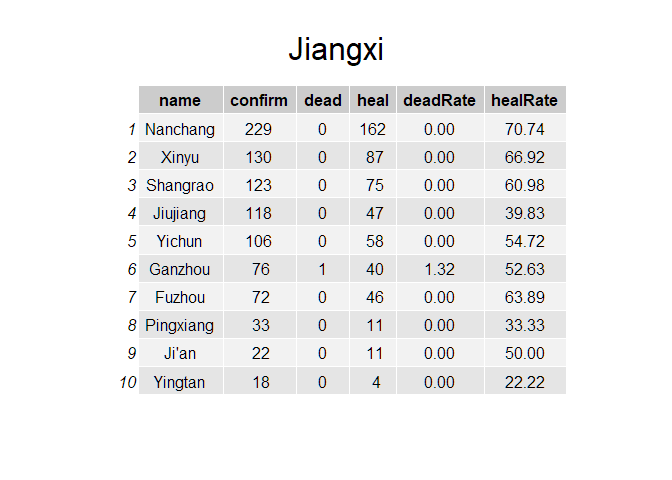 Jiangxi
name confirm dead heal deadRate healRate
1 Nanchang 229 0 162 0.00 70.74
2 Xinyu 130 0 87 0.00 66.92
3 Shangrao 123 0 75 0.00 60.98
4 Jiujiang 118 0 47 0.00 39.83
5 Yichun 106 0 58 0.00 54.72
6 Ganzhou 76 1 40 1.32 52.63
7 Fuzhou 72 0 46 0.00 63.89
8 Pingxiang 33 0 11 0.00 33.33
9 Ji'an 22 0 11 0.00 50.00
10 Yingtan 18 0 4 0.00 22.22